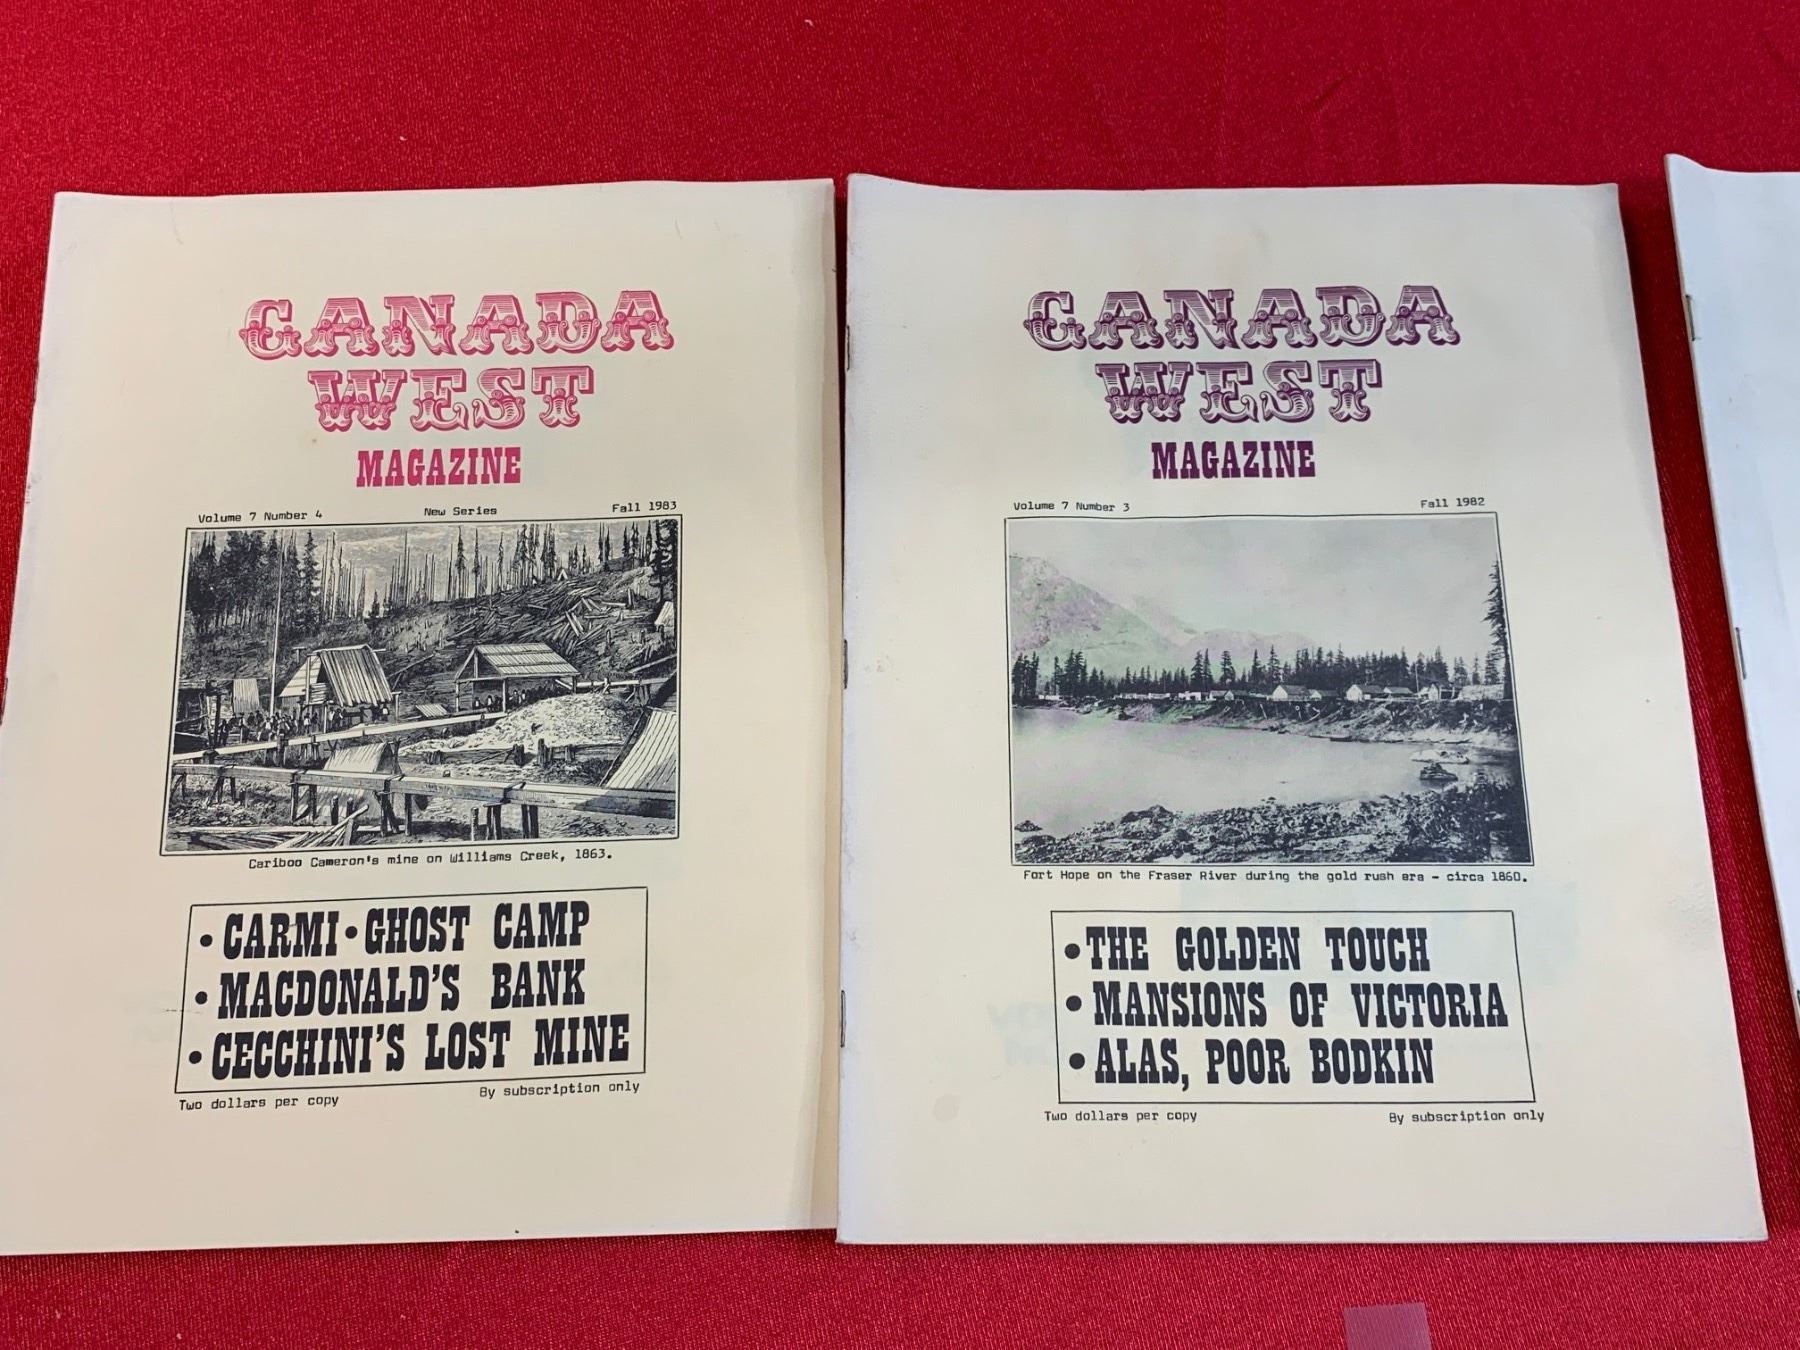 CANADA
WEST
MAGAZINE
Volume 7 Number 4 New Series Fall 1983
Cariboo Cameron's mine on Williams Creek, 1863.
• CARMI • GHOST CAMP
• MACDONALD'S BANK
• CECCHINI'S LOST MINE
Two dollars per copy By subscription only
CANADA
WEST
MAGAZINE
Volume 7 Number 3 Fall 1982
Fort Hope on the Fraser River during the gold rush era - circa 1860.
• THE GOLDEN TOUCH
• MANSIONS OF VICTORIA
• ALAS, POOR BODKIN
Two dollars per copy By subscription only